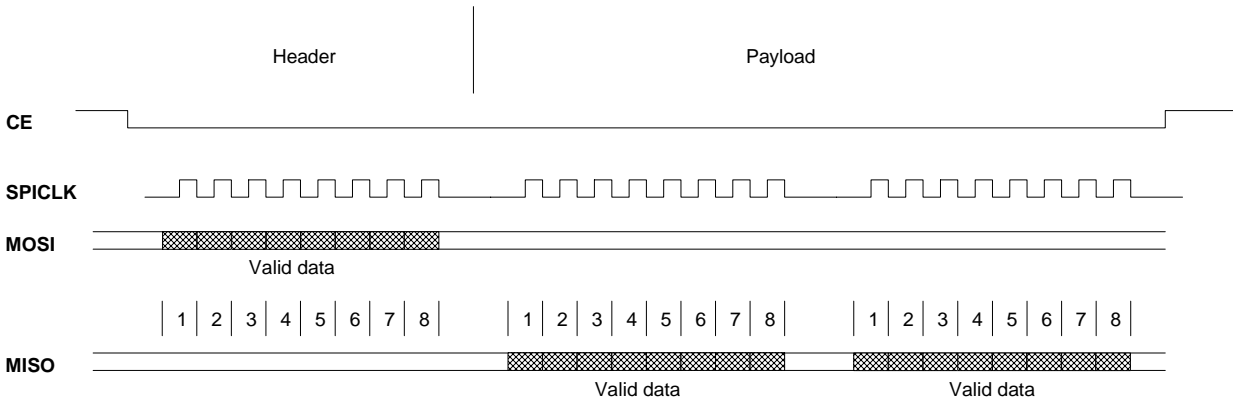 Header Payload
CE
SPICLK
MOSI
Valid data
1 2 3 4 5 6 7 8 1 2 3 4 5 6 7 8 1 2 3 4 5 6 7 8
MISO
Valid data Valid data